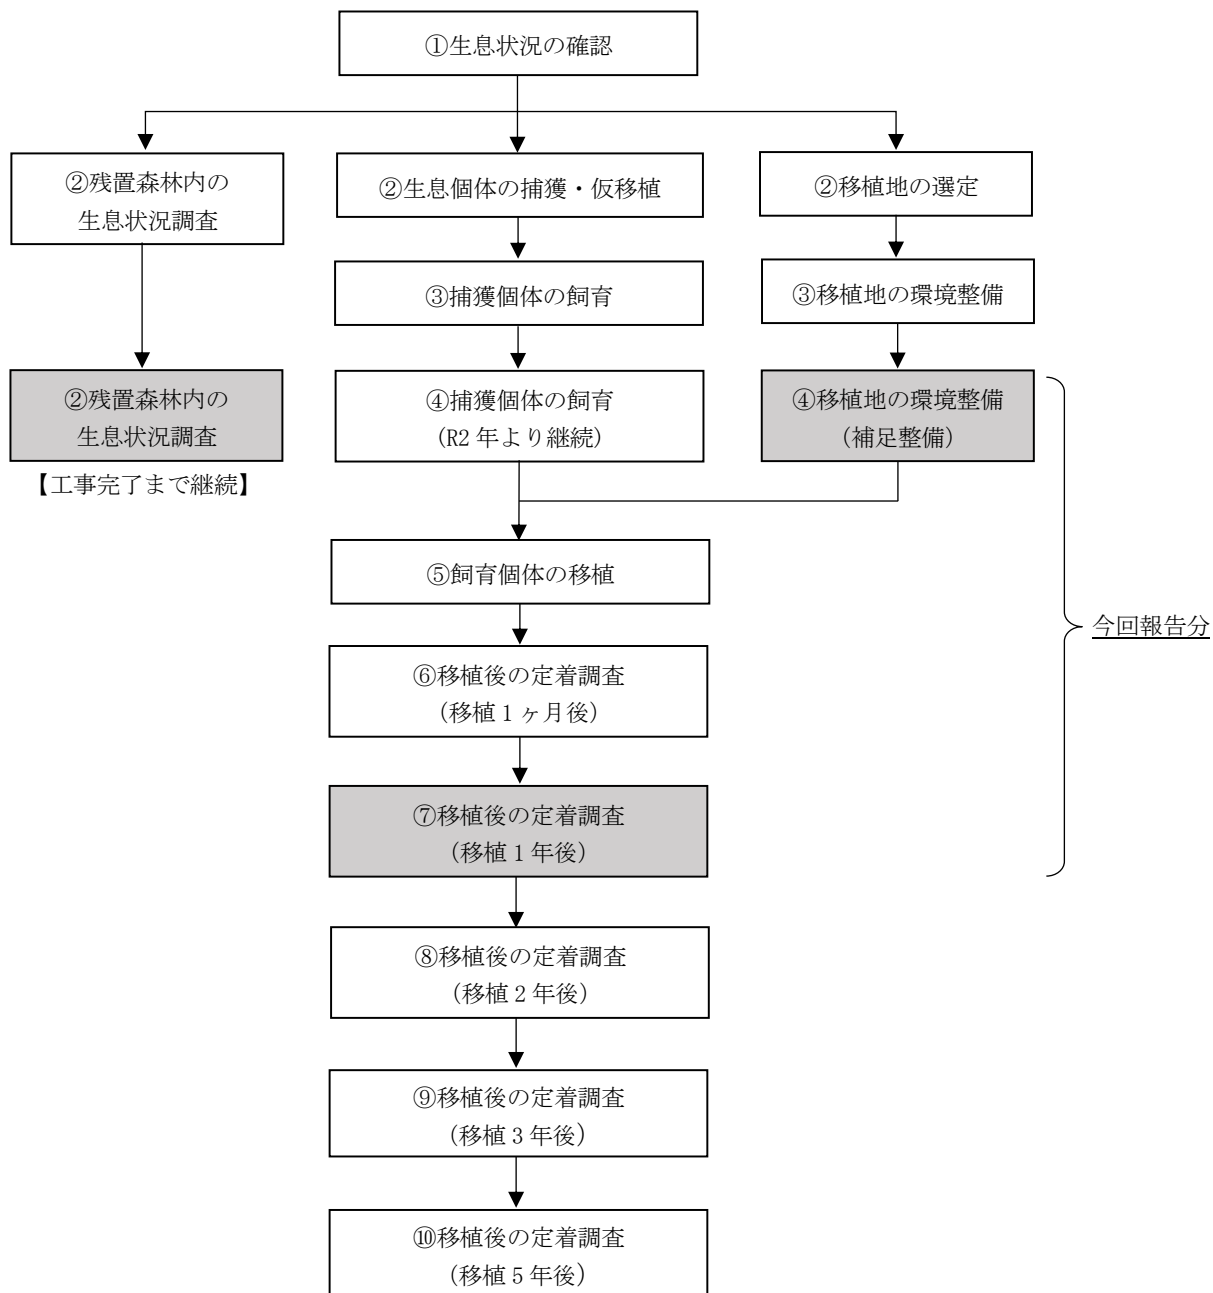 ①生息状況の確認
②残置森林内の
生息状況調査
②生息個体の捕獲・仮移植
②移植地の選定
③捕獲個体の飼育
③移植地の環境整備
②残置森林内の
生息状況調査
【工事完了まで継続】
④捕獲個体の飼育
(R2 年より継続)
④移植地の環境整備
（補足整備）
⑤飼育個体の移植
今回報告分
⑥移植後の定着調査
(移植 1 ヶ月後)
⑦移植後の定着調査
(移植 1 年後)
⑧移植後の定着調査
(移植 2 年後)
⑨移植後の定着調査
(移植 3 年後)
⑩移植後の定着調査
(移植 5 年後)